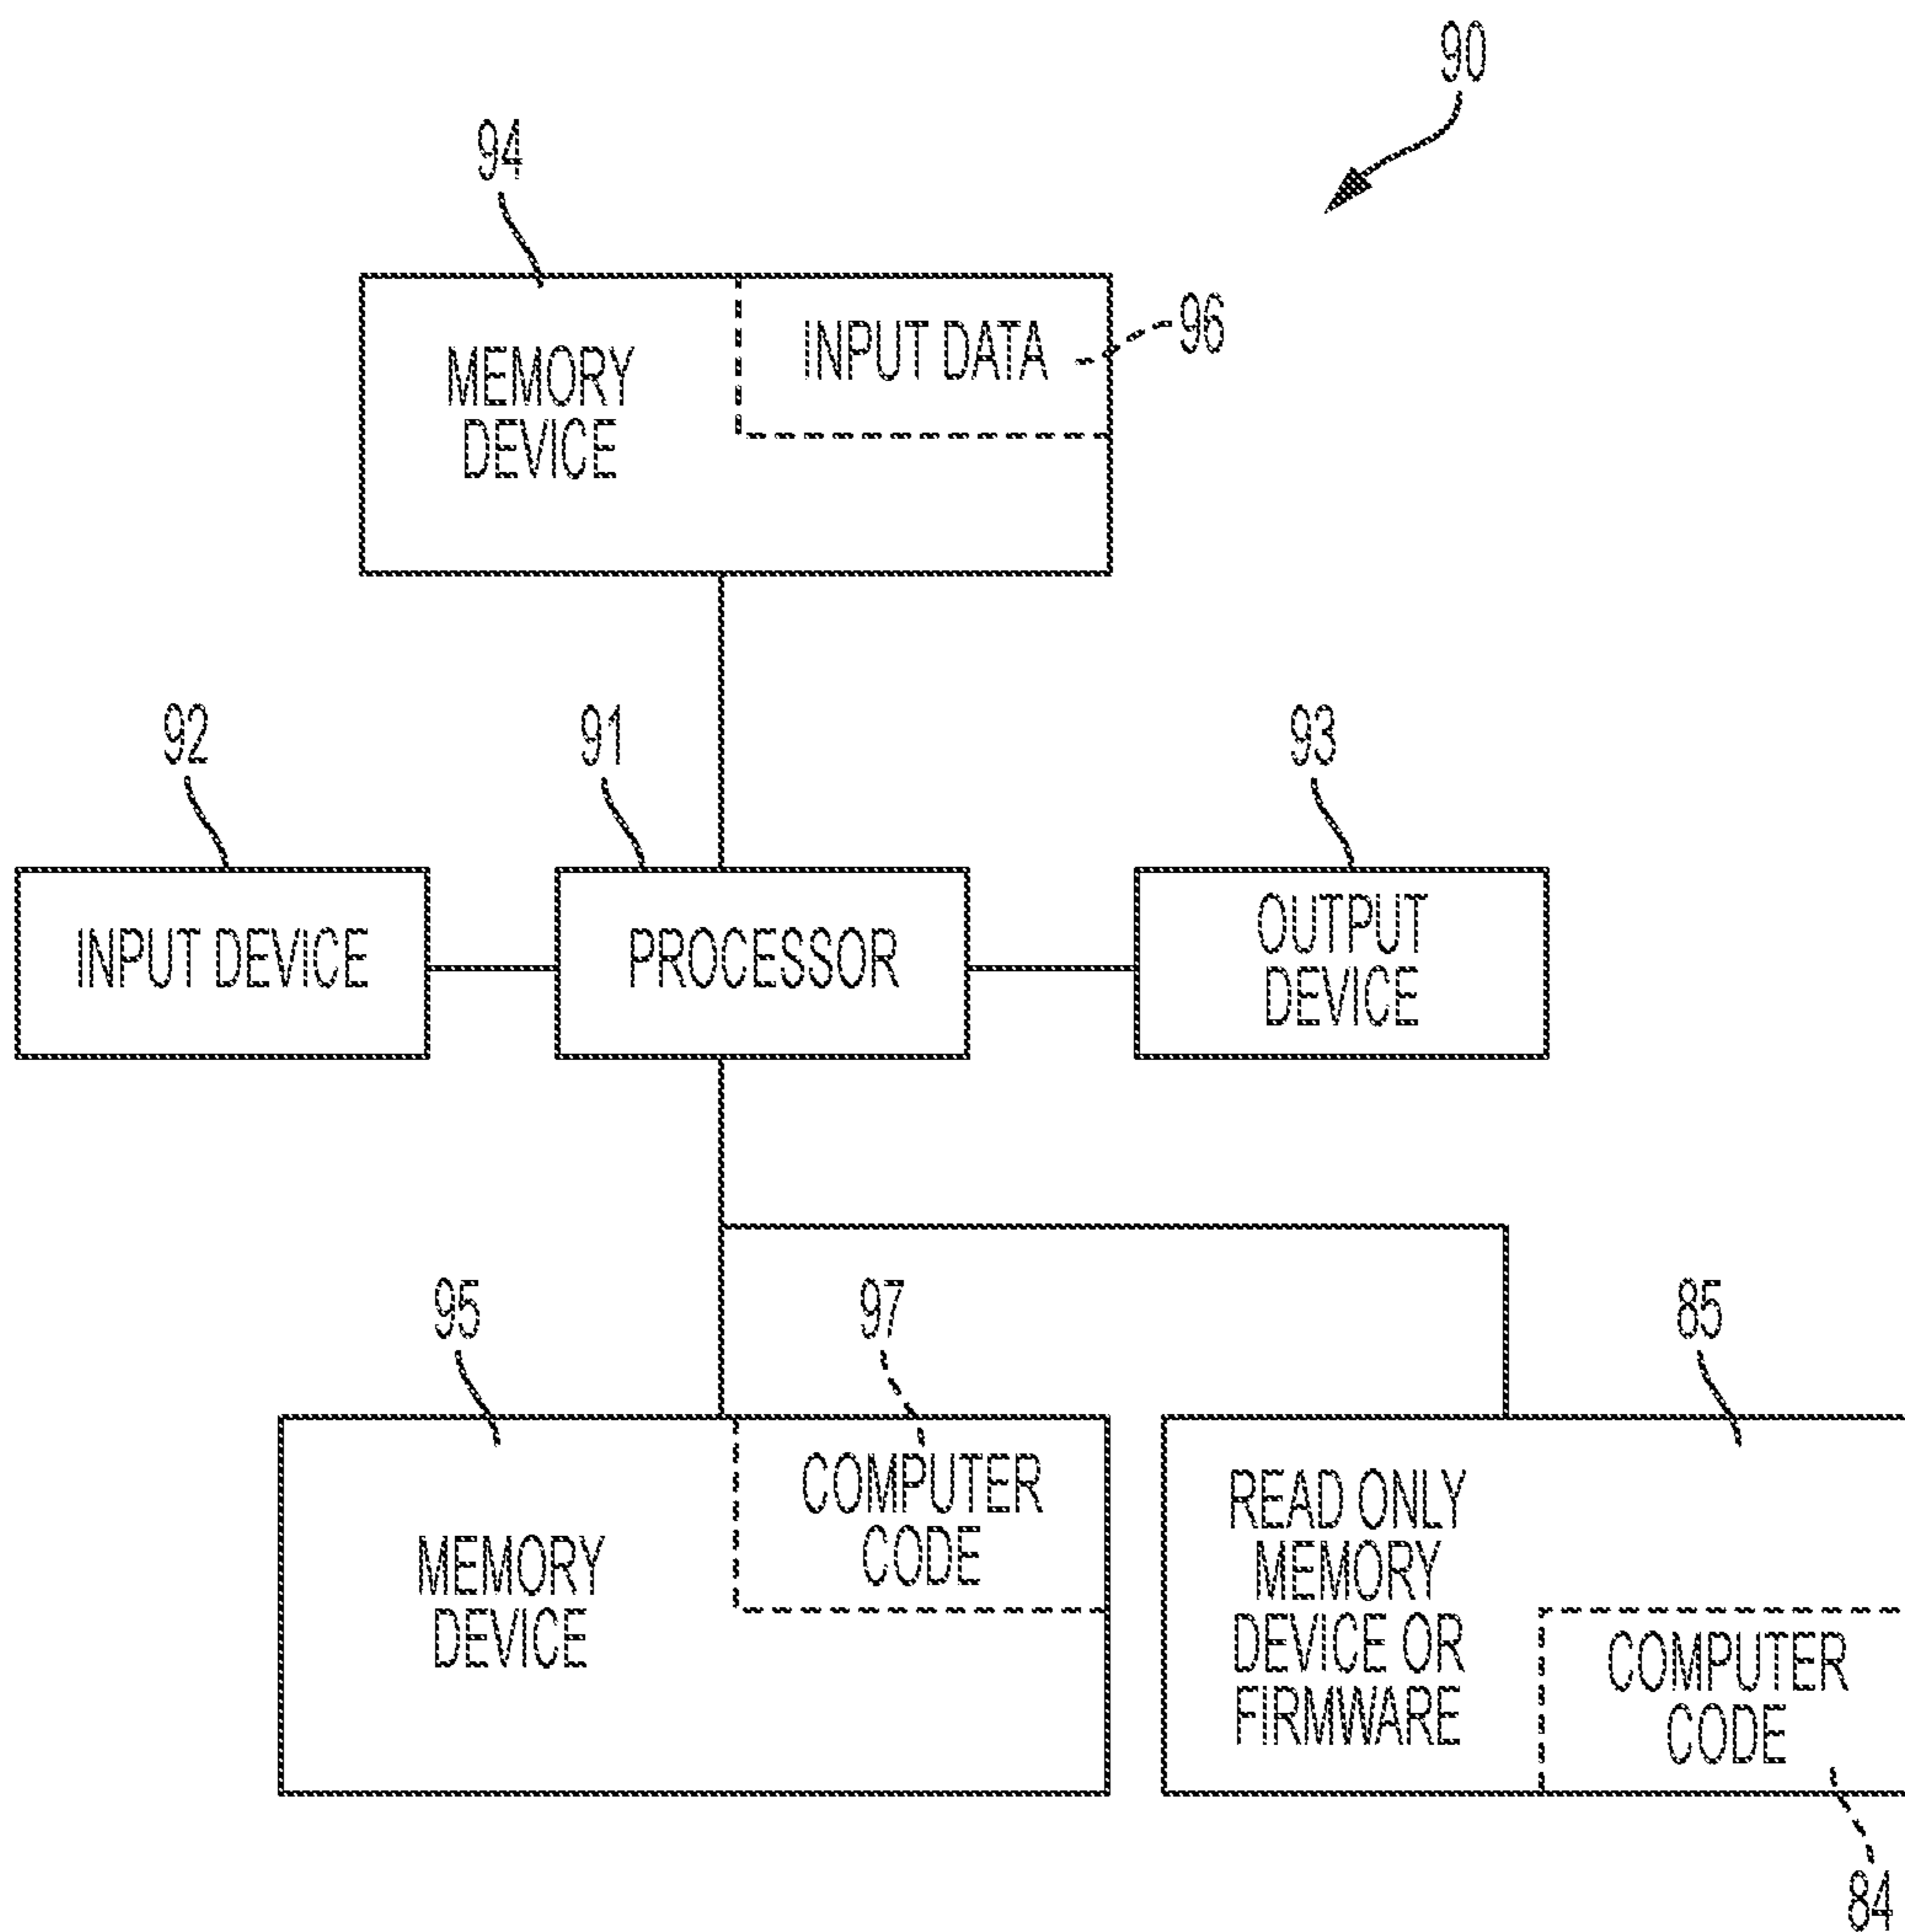 90
94
INPUT DATA
96
MEMORY
DEVICE
92
91
93
INPUT DEVICE
PROCESSOR
OUTPUT
DEVICE
95
97
85
COMPUTER
CODE
MEMORY
DEVICE
READ ONLY
MEMORY
DEVICE OR
FIRMWARE
COMPUTER
CODE
84